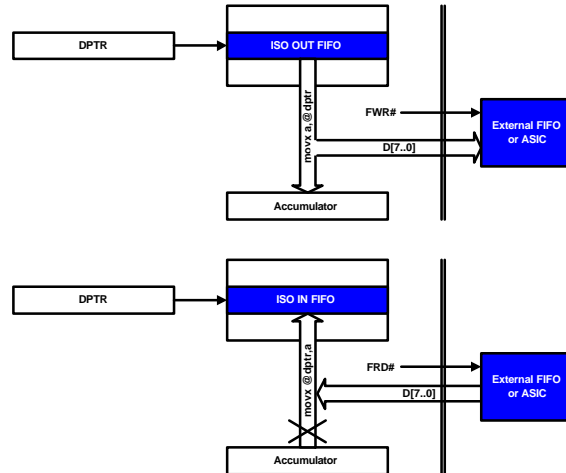 DPTR
ISO OUT FIFO
movx a,@dptr
FWR#
D[7..0]
External FIFO
or ASIC
Accumulator
DPTR
ISO IN FIFO
movx @dptr,a
FRD#
D[7..0]
External FIFO
or ASIC
Accumulator